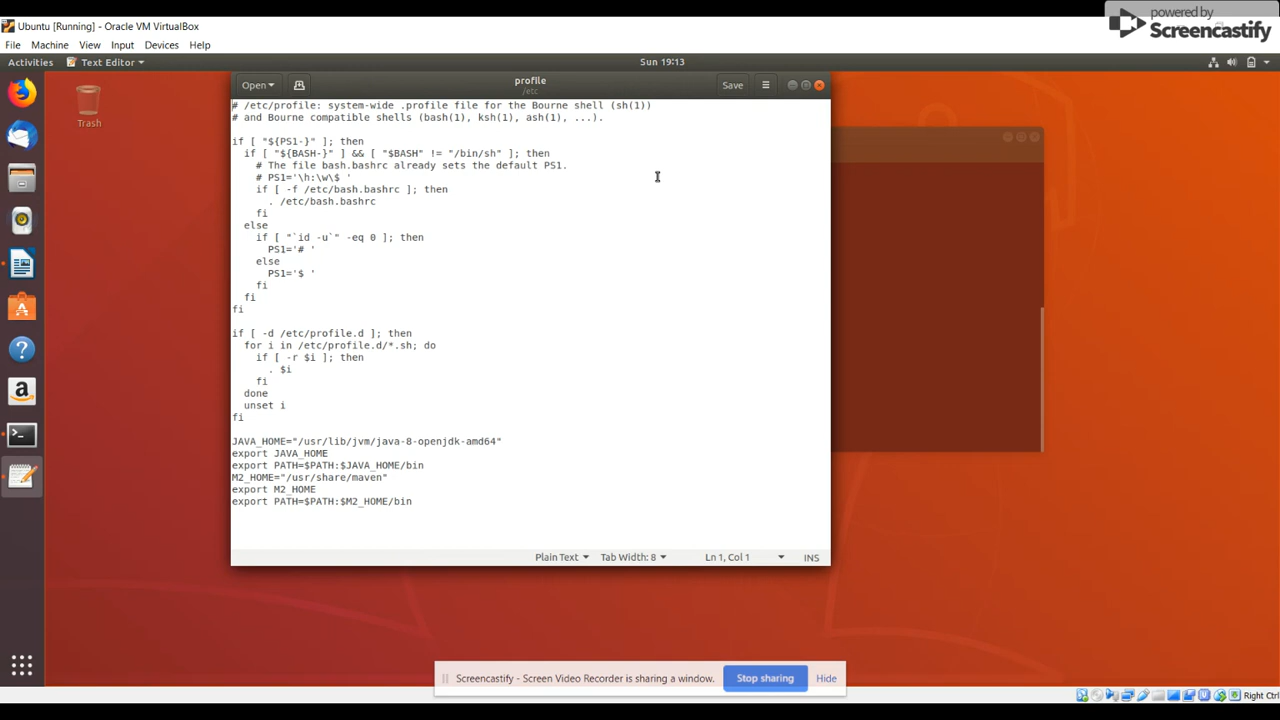 powered by
Screencastify
Ubuntu [Running] - Oracle VM VirtualBox
File Machine View Input Devices Help
Activities Text Editor Sun 19:13
Open profile Save
/etc
Trash
# /etc/profile: system-wide .profile file for the Bourne shell (sh(1))
# and Bourne compatible shells (bash(1), ksh(1), ash(1), ...).
if [ "${PS1-}" ]; then
  if [ "${BASH-}" ] && [ "$BASH" != "/bin/sh" ]; then
    # The file bash.bashrc already sets the default PS1.
    # PS1='\h:\w\$ '
    if [ -f /etc/bash.bashrc ]; then
      . /etc/bash.bashrc
    fi
  else
    if [ "`id -u`" -eq 0 ]; then
      PS1='# '
    else
      PS1='$ '
    fi
  fi
fi
if [ -d /etc/profile.d ]; then
  for i in /etc/profile.d/*.sh; do
    if [ -r $i ]; then
      . $i
    fi
  done
  unset i
fi
JAVA_HOME="/usr/lib/jvm/java-8-openjdk-amd64"
export JAVA_HOME
export PATH=$PATH:$JAVA_HOME/bin
M2_HOME="/usr/share/maven"
export M2_HOME
export PATH=$PATH:$M2_HOME/bin
Plain Text Tab Width: 8 Ln 1, Col 1 INS
Screencastify - Screen Video Recorder is sharing a window. Stop sharing Hide
Right Ctrl